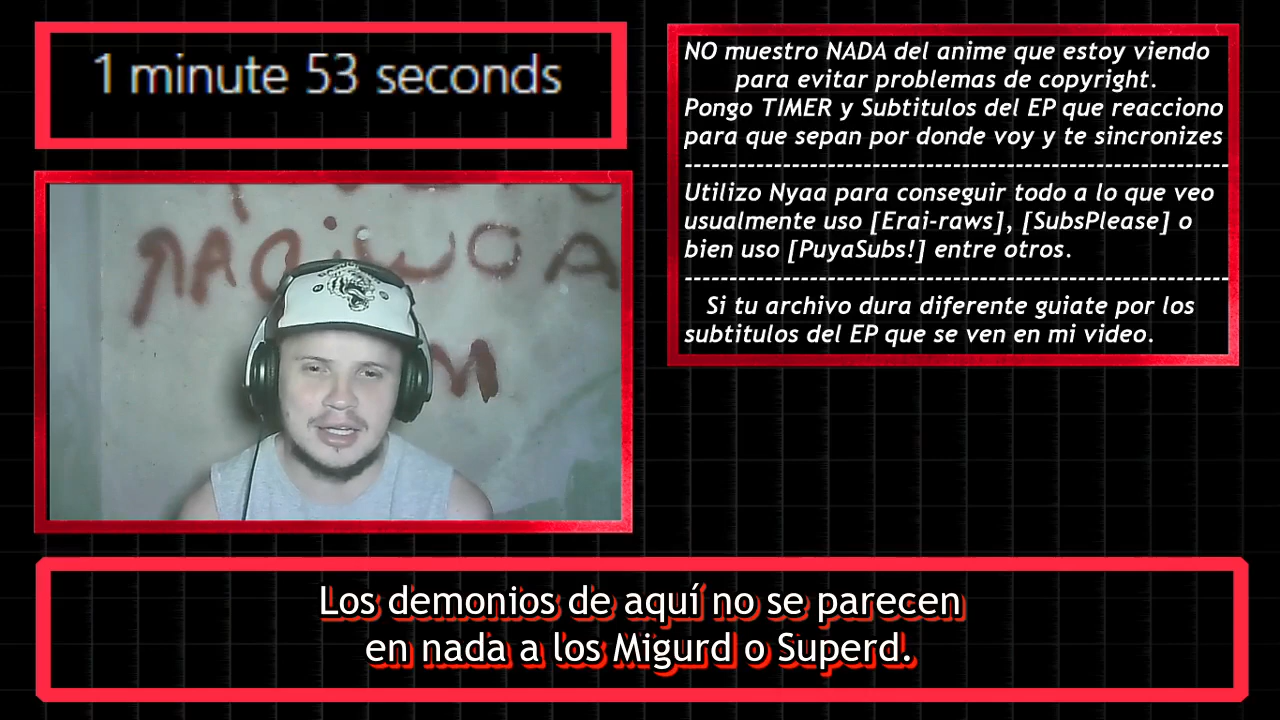 1 minute 53 seconds
NO muestro NADA del anime que estoy viendo
para evitar problemas de copyright.
Pongo TIMER y Subtitulos del EP que reacciono
para que sepan por donde voy y te sincronizes
Utilizo Nyaa para conseguir todo a lo que veo
usualmente uso [Erai-raws], [SubsPlease] o
bien uso [PuyaSubs!] entre otros.
Si tu archivo dura diferente guiate por los
subtitulos del EP que se ven en mi video.
Los demonios de aquí no se parecen
en nada a los Migurd o Superd.